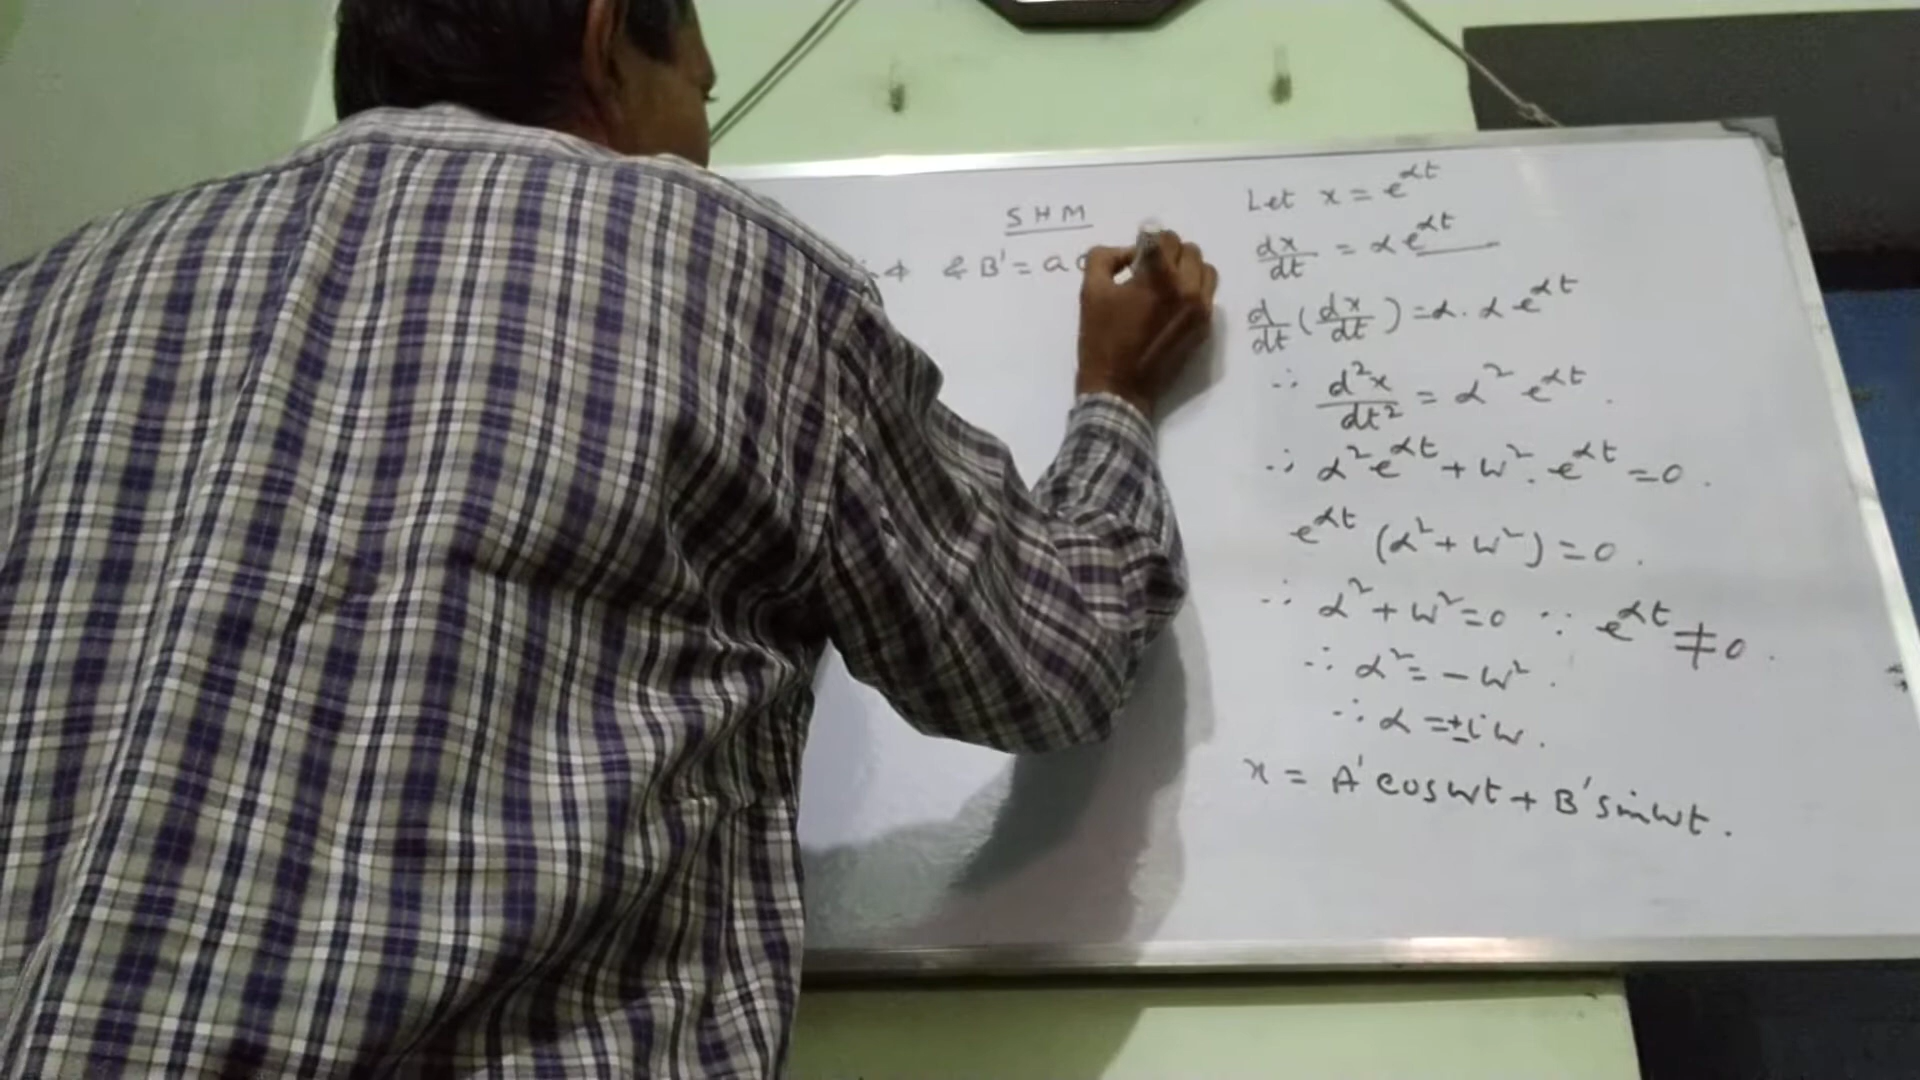 SHM
& B' = a
Let x = e^αt
dx/dt = α e^αt
d/dt (dx/dt) = α . α e^αt
∴ d²x/dt² = α² e^αt .
∴ α² e^αt + w² . e^αt = 0 .
e^αt (α² + w²) = 0 .
∴ α² + w² = 0 ∵ e^αt ≠ 0 .
∴ α² = - w² .
∴ α = ± i w .
x = A' cos wt + B' sin wt .